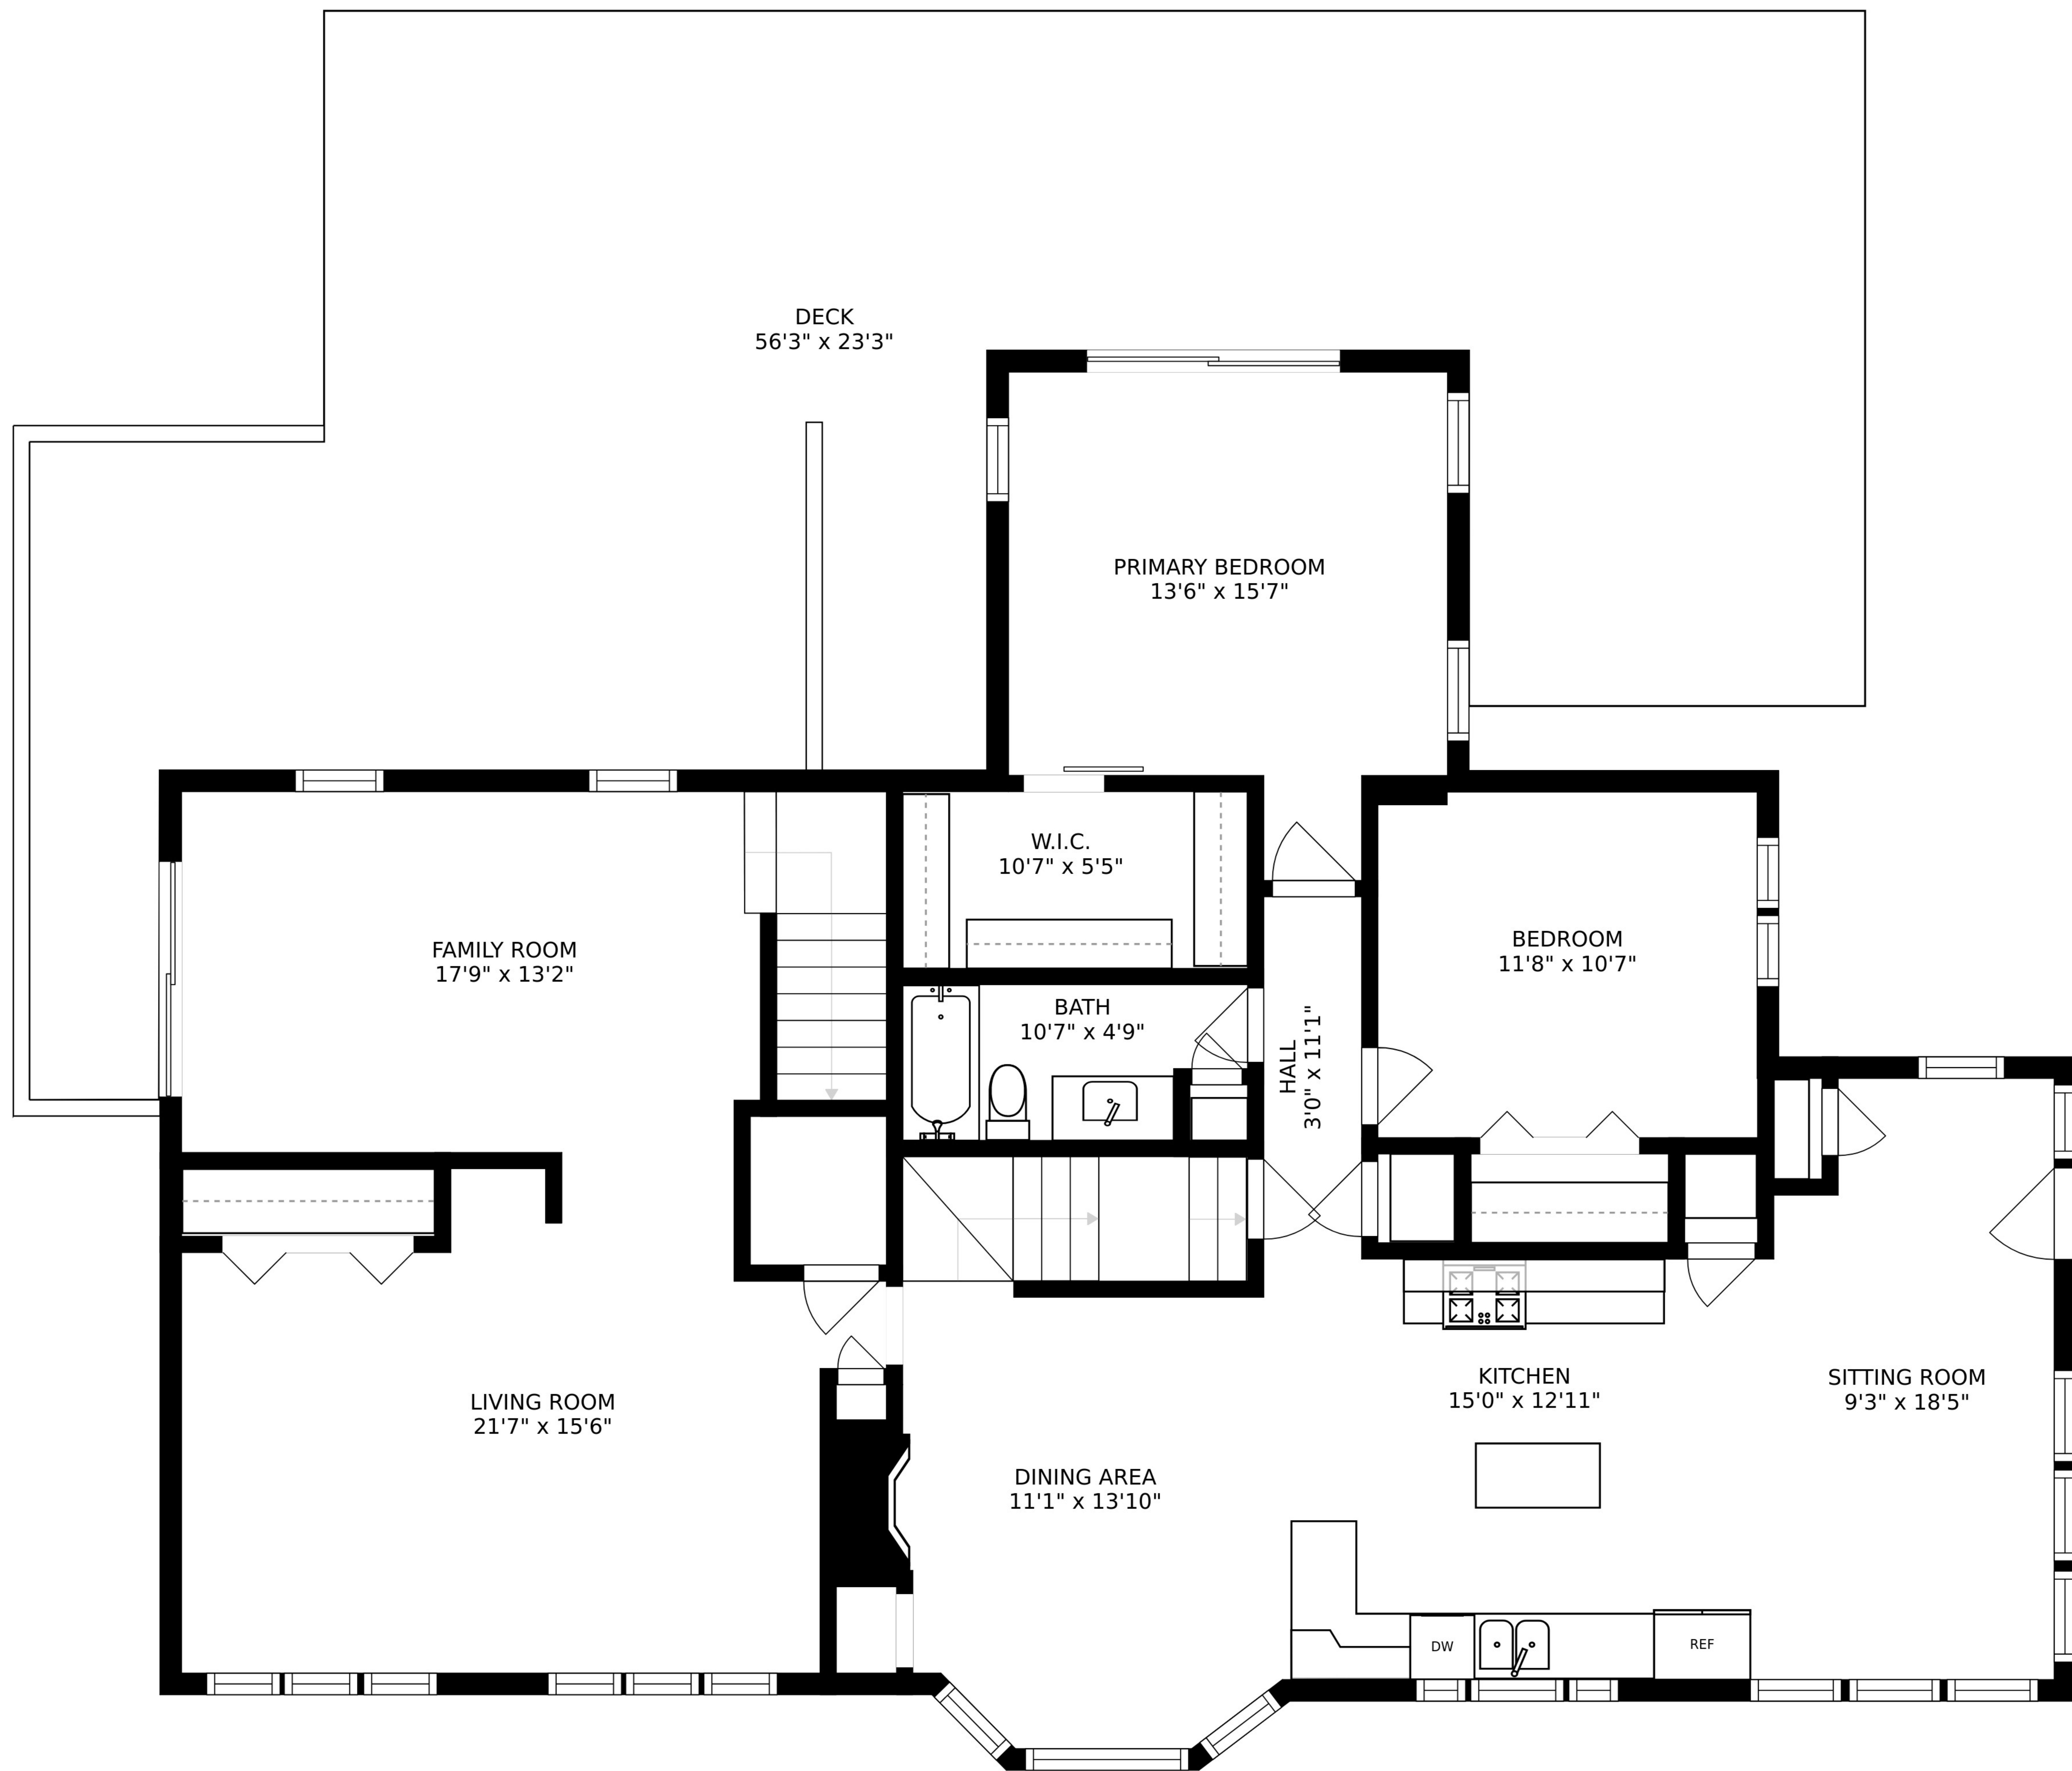 DECK
56'3" x 23'3"
PRIMARY BEDROOM
13'6" x 15'7"
W.I.C.
10'7" x 5'5"
FAMILY ROOM
17'9" x 13'2"
BEDROOM
11'8" x 10'7"
BATH
10'7" x 4'9"
HALL
3'0" x 11'1"
LIVING ROOM
21'7" x 15'6"
KITCHEN
15'0" x 12'11"
SITTING ROOM
9'3" x 18'5"
DINING AREA
11'1" x 13'10"
DW
REF